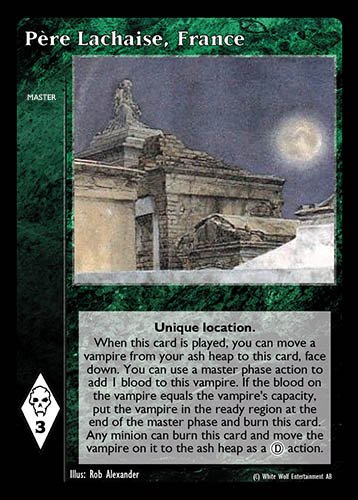 Père Lachaise, France
MASTER
Unique location.
When this card is played, you can move a
vampire from your ash heap to this card, face
down. You can use a master phase action to
add 1 blood to this vampire. If the blood on
the vampire equals the vampire's capacity,
put the vampire in the ready region at the
end of the master phase and burn this card.
Any minion can burn this card and move the
vampire on it to the ash heap as a Ⓓ action.
3
Illus: Rob Alexander
(C) White Wolf Entertainment AB